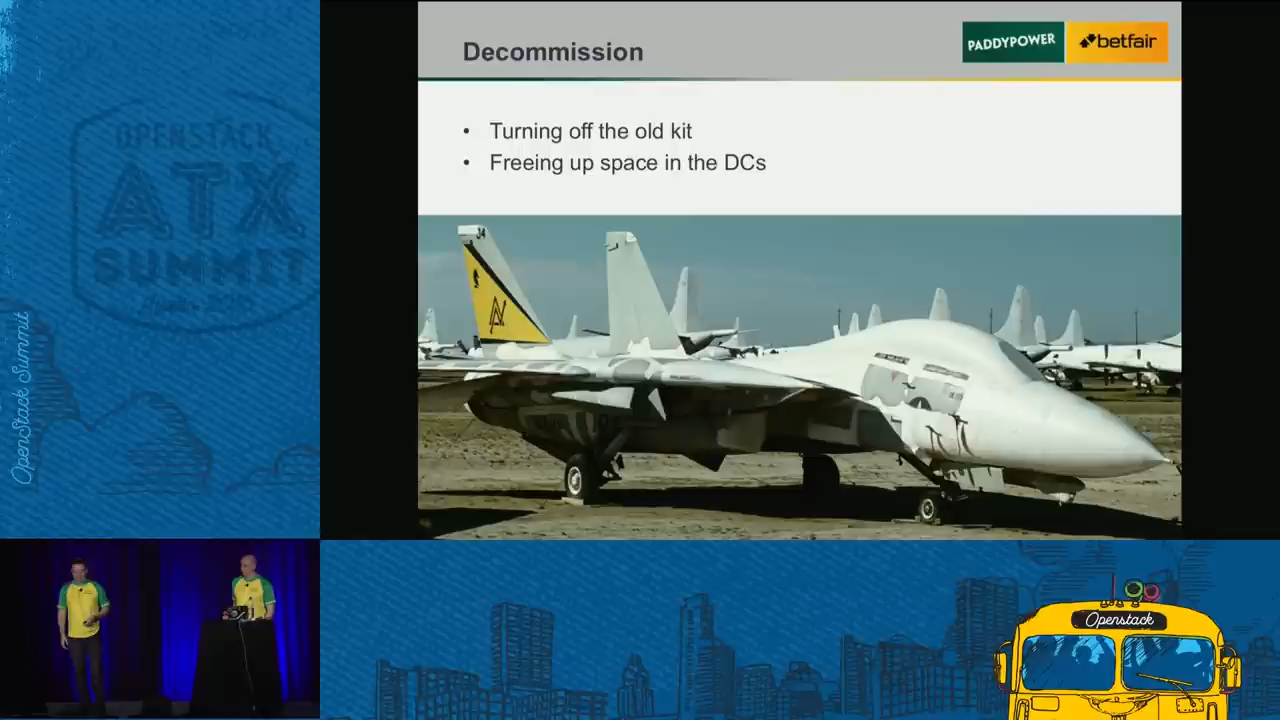 Decommission
PADDYPOWER
betfair
• Turning off the old kit
• Freeing up space in the DCs
34
OPENSTACK
ATX
SUMMIT
OpenStack Summit
Openstack